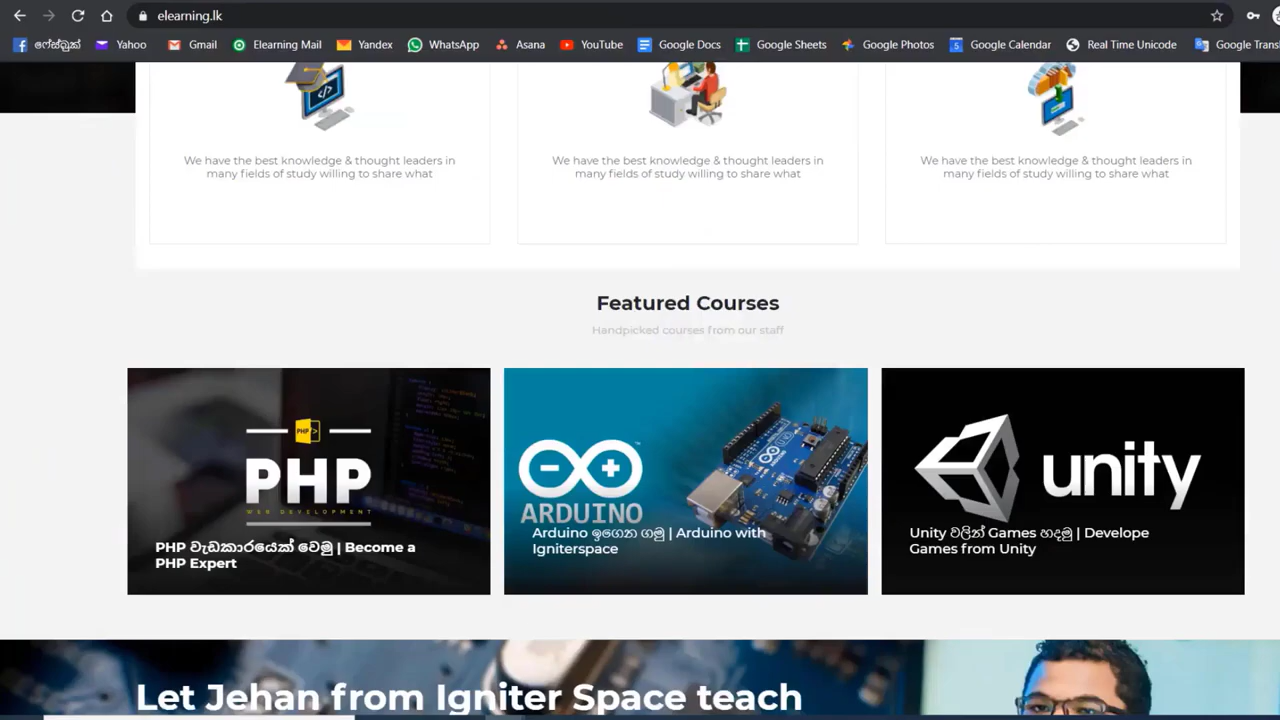 elearning.lk
ෆේස්බුක් Yahoo Gmail Elearning Mail Yandex WhatsApp Asana YouTube Google Docs Google Sheets Google Photos Google Calendar Real Time Unicode Google Trans
We have the best knowledge & thought leaders in
many fields of study willing to share what
We have the best knowledge & thought leaders in
many fields of study willing to share what
We have the best knowledge & thought leaders in
many fields of study willing to share what
Featured Courses
Handpicked courses from our staff
PHP
PHP
WEB DEVELOPMENT
PHP වැඩකාරයෙක් වෙමු | Become a
PHP Expert
ARDUINO
Arduino ඉගෙන ගමු | Arduino with
Igniterspace
unity
Unity වලින් Games හදමු | Develope
Games from Unity
Let Jehan from Igniter Space teach